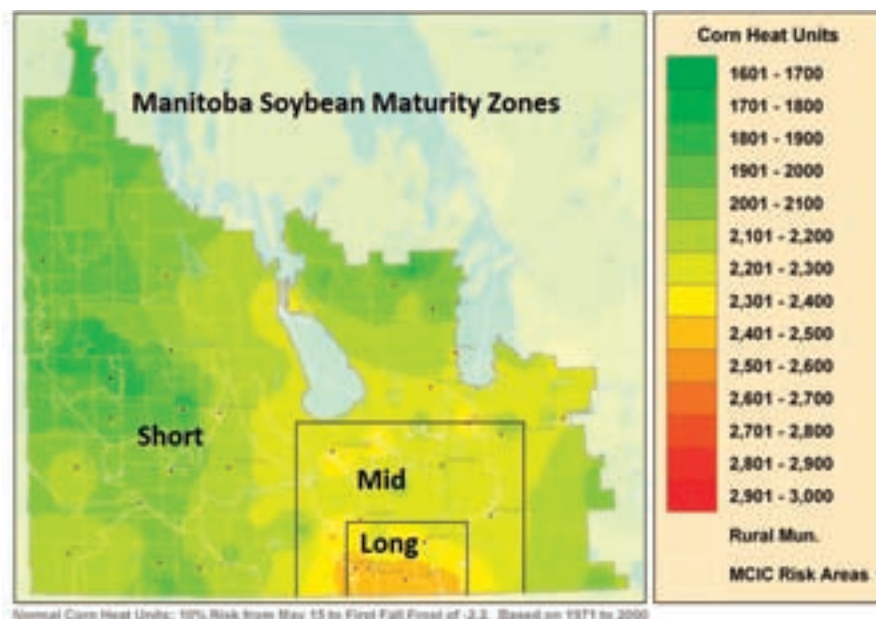 Manitoba Soybean Maturity Zones
Short
Mid
Long
Corn Heat Units
1601 - 1700
1701 - 1800
1801 - 1900
1901 - 2000
2001 - 2100
2,101 - 2,200
2,201 - 2,300
2,301 - 2,400
2,401 - 2,500
2,501 - 2,600
2,601 - 2,700
2,701 - 2,800
2,801 - 2,900
2,901 - 3,000
Rural Mun.
MCIC Risk Areas
Normal Corn Heat Units: 10% Risk from May 15 to First Fall Frost of -2.2. Based on 1971 to 2000